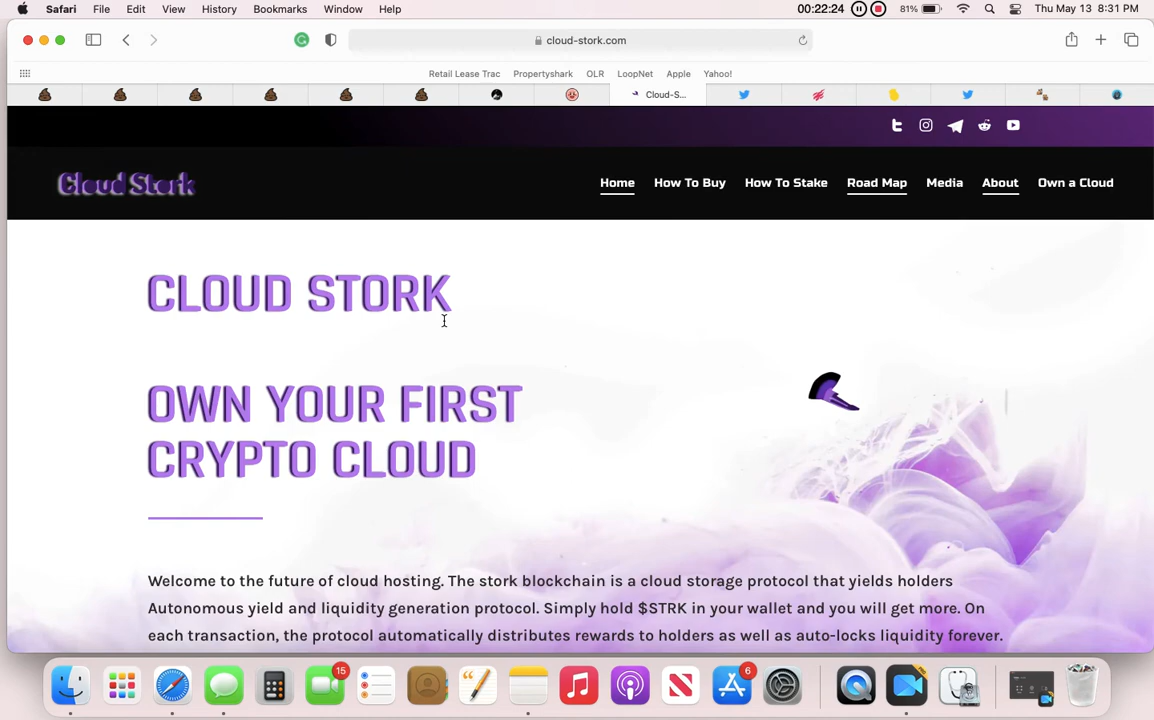 Safari File Edit View History Bookmarks Window Help 00:22:24 81% Thu May 13 8:31 PM
cloud-stork.com
Retail Lease Trac Propertyshark OLR LoopNet Apple Yahoo!
Cloud-S...
Cloud Stork Home How To Buy How To Stake Road Map Media About Own a Cloud
CLOUD STORK
OWN YOUR FIRST
CRYPTO CLOUD
Welcome to the future of cloud hosting. The stork blockchain is a cloud storage protocol that yields holders
Autonomous yield and liquidity generation protocol. Simply hold $STRK in your wallet and you will get more. On
each transaction, the protocol automatically distributes rewards to holders as well as auto-locks liquidity forever.
15 6